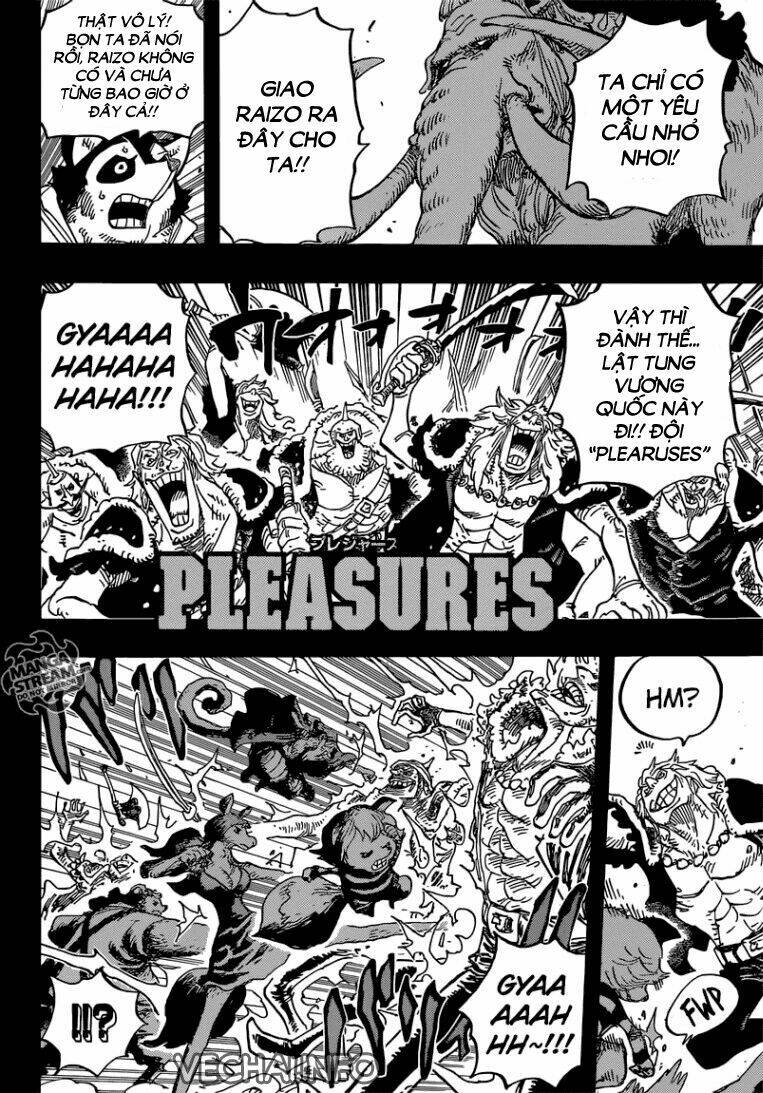 TA CHỈ CÓ
MỘT YÊU
CẦU NHỎ
NHOI!
GIAO
RAIZO RA
ĐÂY CHO
TA!!
THẬT VÔ LÝ!
BỌN TA ĐÃ NÓI
RỒI, RAIZO KHÔNG
CÓ VÀ CHƯA
TỪNG BAO GIỜ Ở
ĐÂY CẢ!!
VẬY THÌ
ĐÀNH THẾ...
LẬT TUNG
VƯƠNG
QUỐC NÀY
ĐI!! ĐỘI
“PLEARUSES”
GYAAAA
HAHAHA
HAHA!!!
プレジャーズ
PLEASURES
HM?
FWP
GYAA
AAAAH
HH~!!!
!!?
MANGA
STREAM
VECHAI.INFO